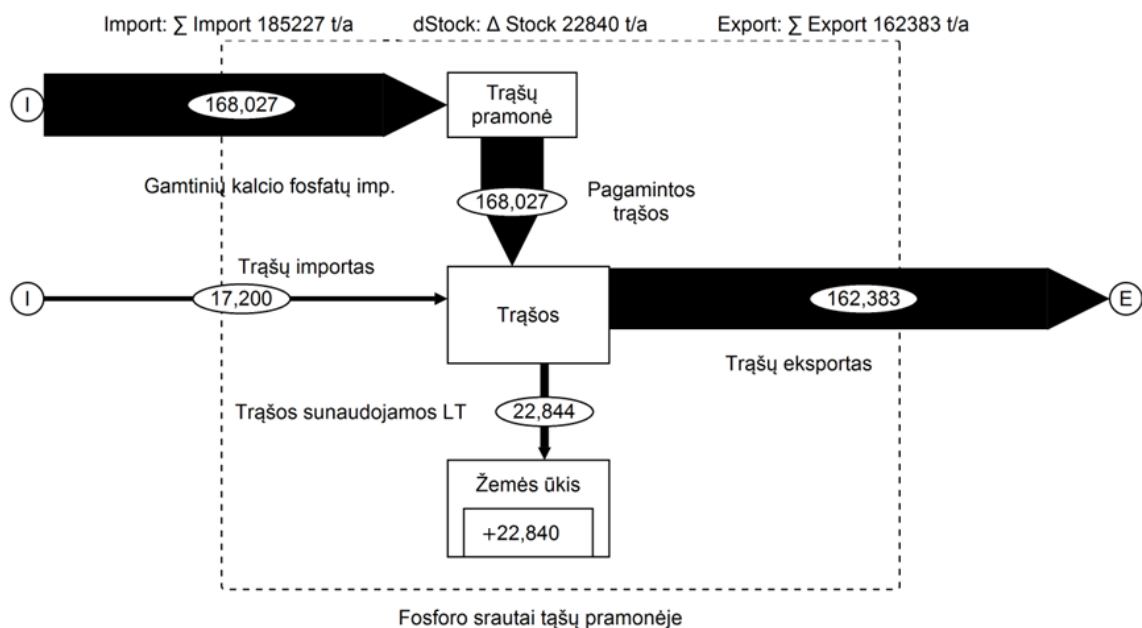 Import: ∑ Import 185227 t/a dStock: Δ Stock 22840 t/a Export: ∑ Export 162383 t/a
I
168,027
Trąšų
pramonė
Gamtinių kalcio fosfatų imp.
168,027
Pagamintos
trąšos
Trąšų importas
I
17,200
Trąšos
162,383
E
Trąšų eksportas
Trąšos sunaudojamos LT
22,844
Žemės ūkis
+22,840
Fosforo srautai tąšų pramonėje